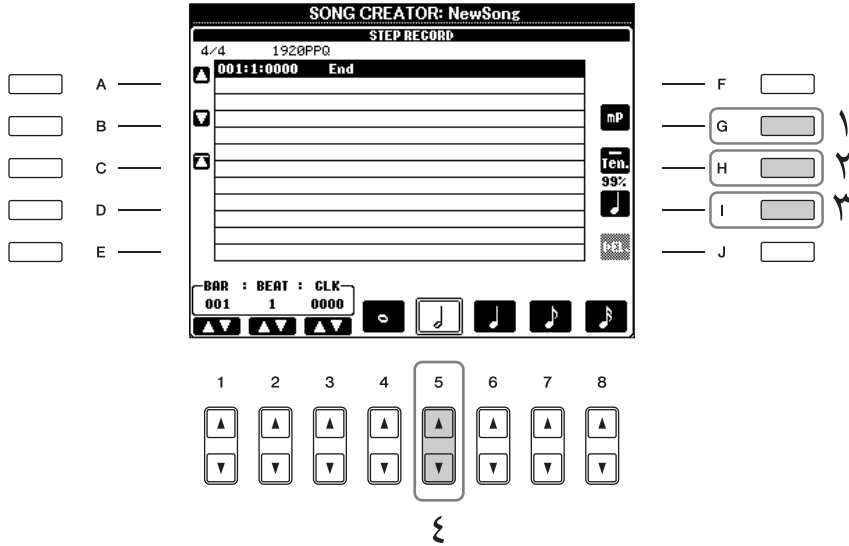 SONG CREATOR: NewSong
STEP RECORD
4/4 1920PPQ
001:1:0000 End
A
B
C
D
E
F
G ١
H ٢
I ٣
J
mP
Ten.
99%
DEL.
BAR : BEAT : CLK
001 1 0000
1 2 3 4 5 6 7 8
٤